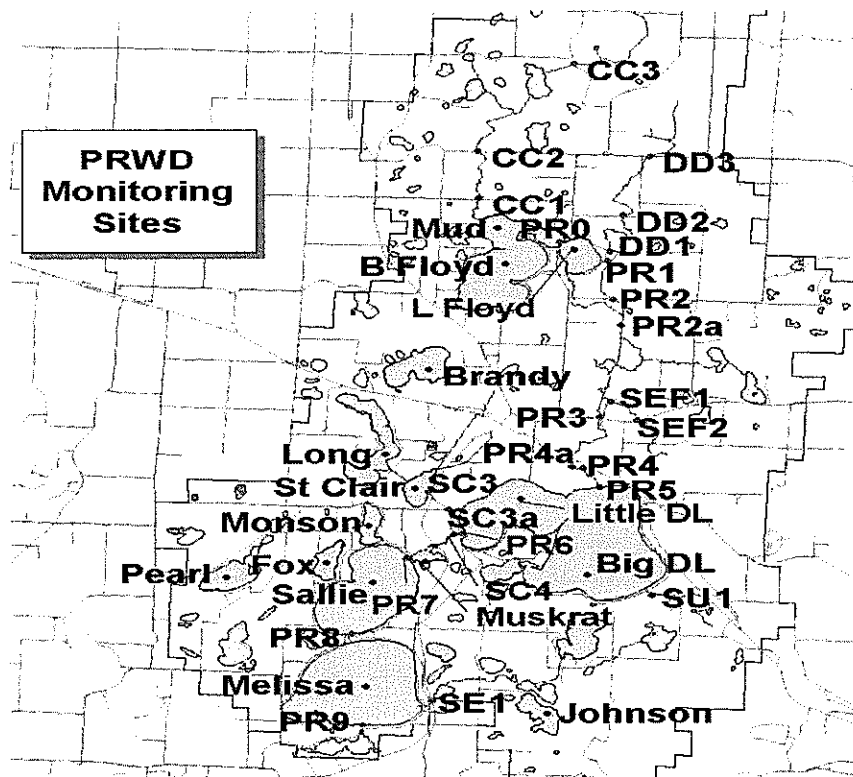 PRWD
Monitoring
Sites
CC3
CC2
DD3
CC1
DD2
Mud
PR0
DD1
B Floyd
PR1
L Floyd
PR2
PR2a
Brandy
SEF1
PR3
SEF2
Long
PR4a
PR4
St Clair
SC3
PR5
Monson
SC3a
Little DL
PR6
Pearl
Fox
Big DL
Sallie
PR7
SC4
SU1
Muskrat
PR8
Melissa
SE1
Johnson
PR9